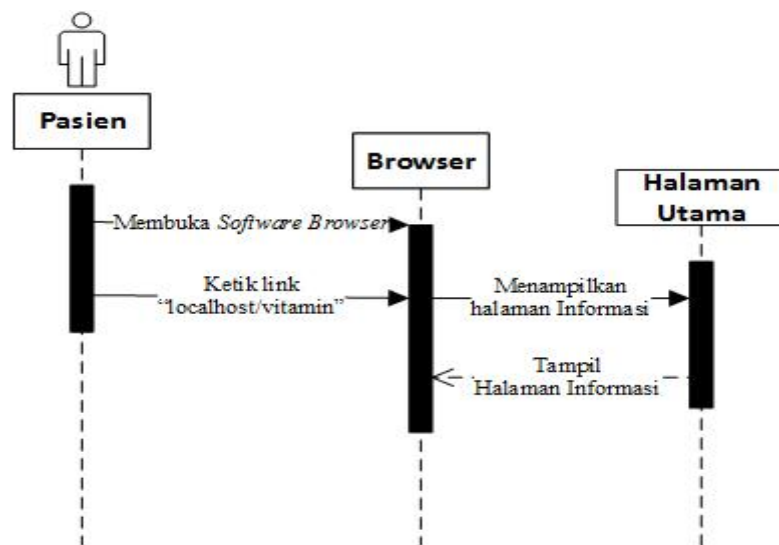 Pasien
Browser
Halaman
Utama
Membuka Software Browser
Ketik link
“localhost/vitamin”
Menampilkan
halaman Informasi
Tampil
Halaman Informasi